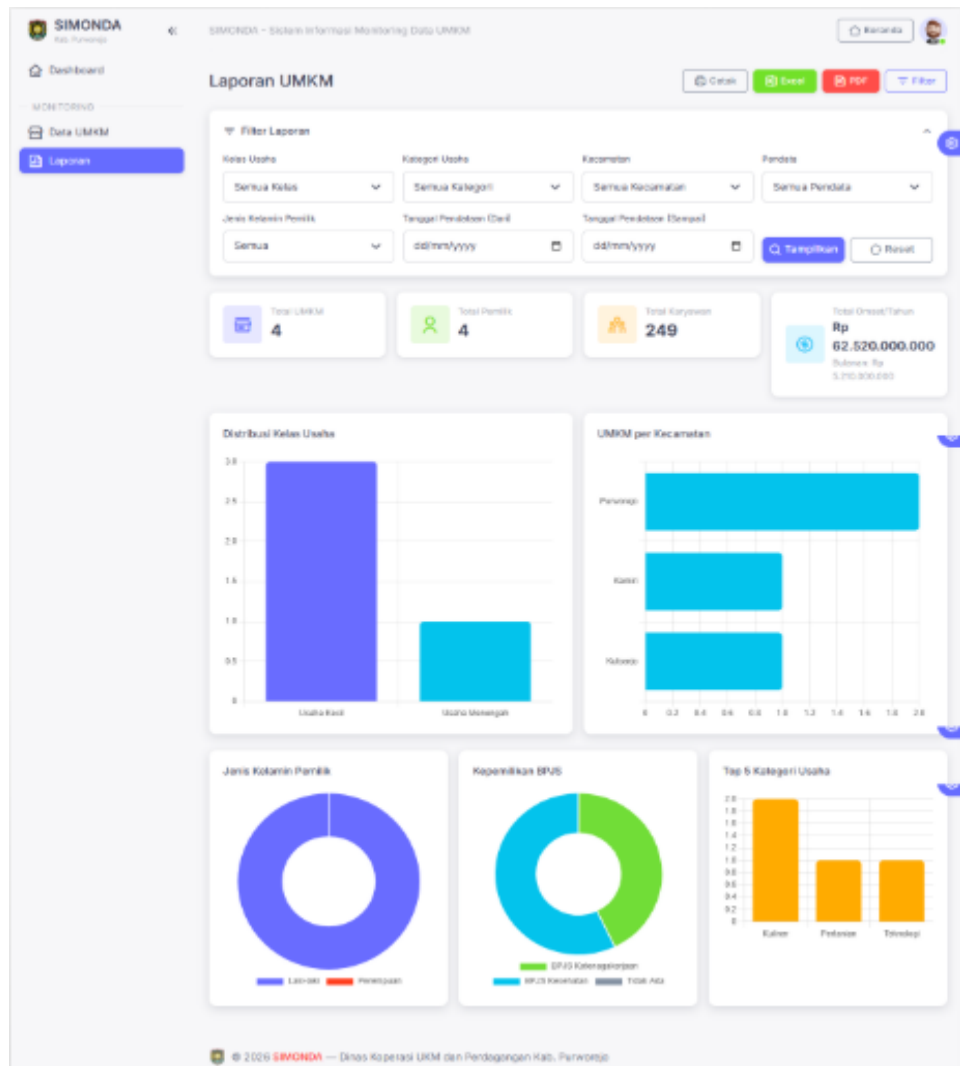 SIMONDA
Kab. Purworejo
SIMONDA - Sistem Informasi Monitoring Data UMKM
Beranda
Dashboard
MONITORING
Data UMKM
Laporan
Laporan UMKM
Cetak
Excel
PDF
Filter
Filter Laporan
Kelas Usaha
Kategori Usaha
Kecamatan
Pendata
Semua Kelas
Semua Kategori
Semua Kecamatan
Semua Pendata
Jenis Kelamin Pemilik
Tanggal Pendataan (Dari)
Tanggal Pendataan (Sampai)
Semua
dd/mm/yyyy
dd/mm/yyyy
Tampilkan
Reset
Total UMKM
4
Total Pemilik
4
Total Karyawan
249
Total Omset/Tahun
Rp
62.520.000.000
Bulanan: Rp
5.210.000.000
Distribusi Kelas Usaha
3.0
2.5
2.0
1.5
1.0
0.5
0
Usaha Kecil
Usaha Menengah
UMKM per Kecamatan
Purworejo
Kemiri
0 0.2 0.4 0.6 0.8 1.0 1.2 1.4 1.6 1.8 2.0
Jenis Kelamin Pemilik
Laki-laki
Perempuan
Kepemilikan BPJS
BPJS Ketenagakerjaan
BPJS Kesehatan
Tidak Ada
Top 5 Kategori Usaha
2.0
1.8
1.6
1.4
1.2
1.0
0.8
0.6
0.4
0.2
0
Kuliner
Pertanian
Teknologi
© 2026 SIMONDA — Dinas Koperasi UKM dan Perdagangan Kab. Purworejo